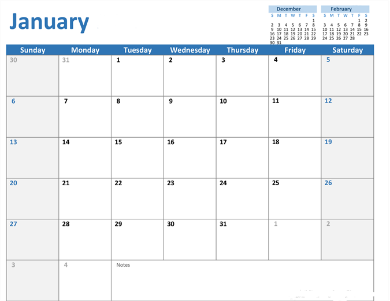 January
December
S M T W T F S
1
2 3 4 5 6 7 8
9 10 11 12 13 14 15
16 17 18 19 20 21 22
23 24 25 26 27 28 29
30 31
February
S M T W T F S
1 2
3 4 5 6 7 8 9
10 11 12 13 14 15 16
17 18 19 20 21 22 23
24 25 26 27 28
Sunday Monday Tuesday Wednesday Thursday Friday Saturday
30 31 1 2 3 4 5
6 7 8 9 10 11 12
13 14 15 16 17 18 19
20 21 22 23 24 25 26
27 28 29 30 31 1 2
3 4 Notes